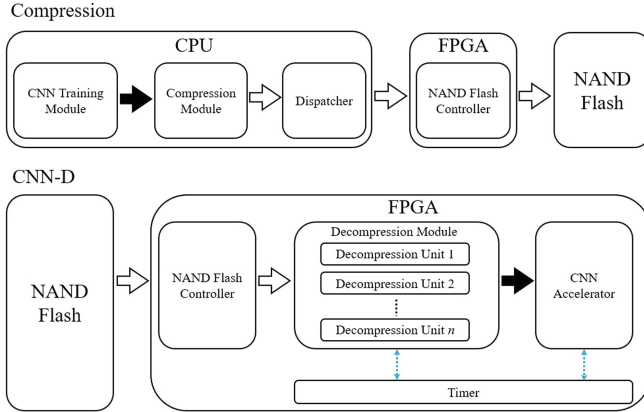 Compression
CPU
FPGA
CNN Training
Module
Compression
Module
Dispatcher
NAND Flash
Controller
NAND
Flash
CNN-D
FPGA
NAND
Flash
NAND Flash
Controller
Decompression Module
Decompression Unit 1
Decompression Unit 2
Decompression Unit n
CNN
Accelerator
Timer